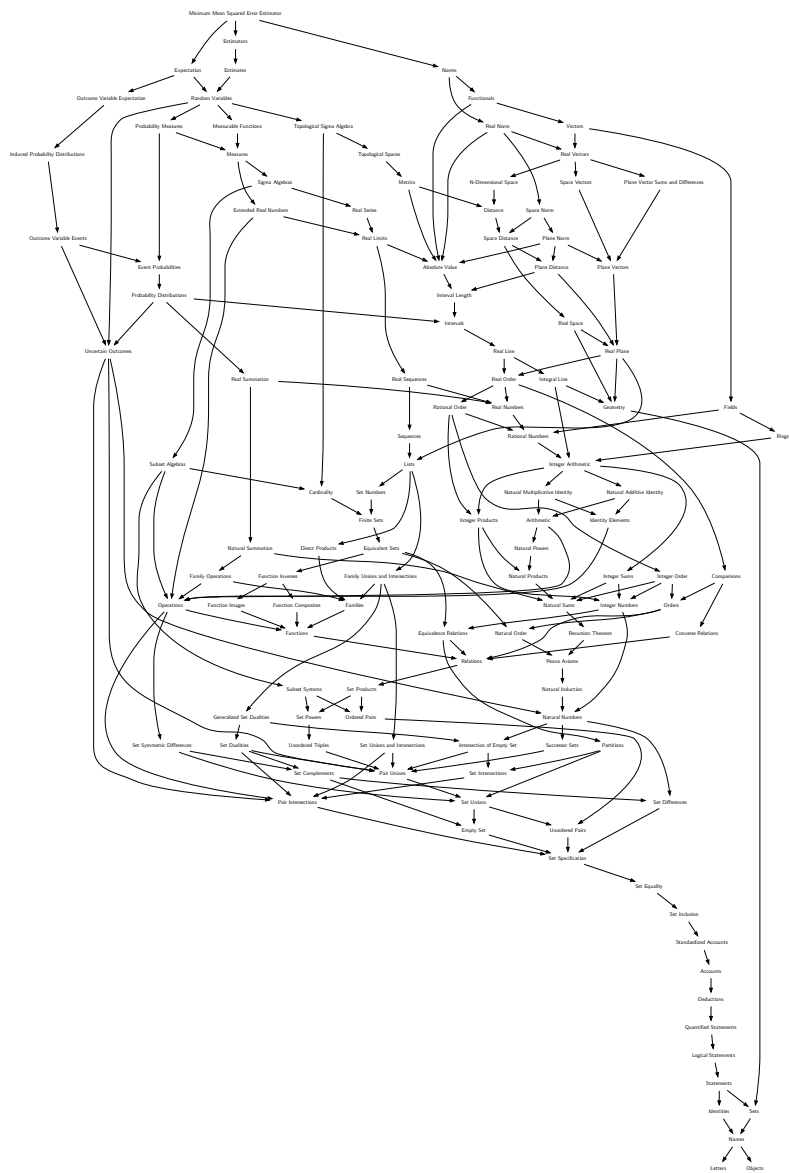 Minimum Mean Squared Error Estimator
Estimators
Expectation
Estimates
Norms
Outcome Variable Expectation
Random Variables
Functionals
Probability Measures
Measurable Functions
Topological Sigma Algebra
Real Norm
Vectors
Induced Probability Distributions
Measures
Topological Spaces
Real Vectors
Sigma Algebras
Metrics
N-Dimensional Space
Space Vectors
Plane Vector Sums and Differences
Extended Real Numbers
Real Series
Distance
Space Norm
Outcome Variable Events
Real Limits
Space Distance
Plane Norm
Event Probabilities
Absolute Value
Plane Distance
Plane Vectors
Probability Distributions
Interval Length
Intervals
Real Space
Uncertain Outcomes
Real Line
Real Plane
Real Summation
Real Sequences
Real Order
Integral Line
Rational Order
Real Numbers
Geometry
Fields
Sequences
Rational Numbers
Rings
Subset Algebras
Lists
Integer Arithmetic
Cardinality
Set Numbers
Natural Multiplicative Identity
Natural Additive Identity
Finite Sets
Integer Products
Arithmetic
Identity Elements
Natural Summation
Direct Products
Equivalent Sets
Natural Powers
Family Operations
Function Inverses
Family Unions and Intersections
Natural Products
Integer Sums
Integer Order
Comparisons
Operations
Function Images
Function Composites
Families
Natural Sums
Integer Numbers
Orders
Functions
Equivalence Relations
Natural Order
Recursion Theorem
Converse Relations
Relations
Peano Axioms
Subset Systems
Set Products
Natural Induction
Generalized Set Dualities
Set Powers
Ordered Pairs
Natural Numbers
Set Symmetric Differences
Set Dualities
Unordered Triples
Set Unions and Intersections
Intersection of Empty Set
Successor Sets
Partitions
Set Complements
Pair Unions
Set Intersections
Pair Intersections
Set Unions
Set Differences
Empty Set
Unordered Pairs
Set Specification
Set Equality
Set Inclusion
Standardized Accounts
Accounts
Deductions
Quantified Statements
Logical Statements
Statements
Identities
Sets
Names
Letters
Objects